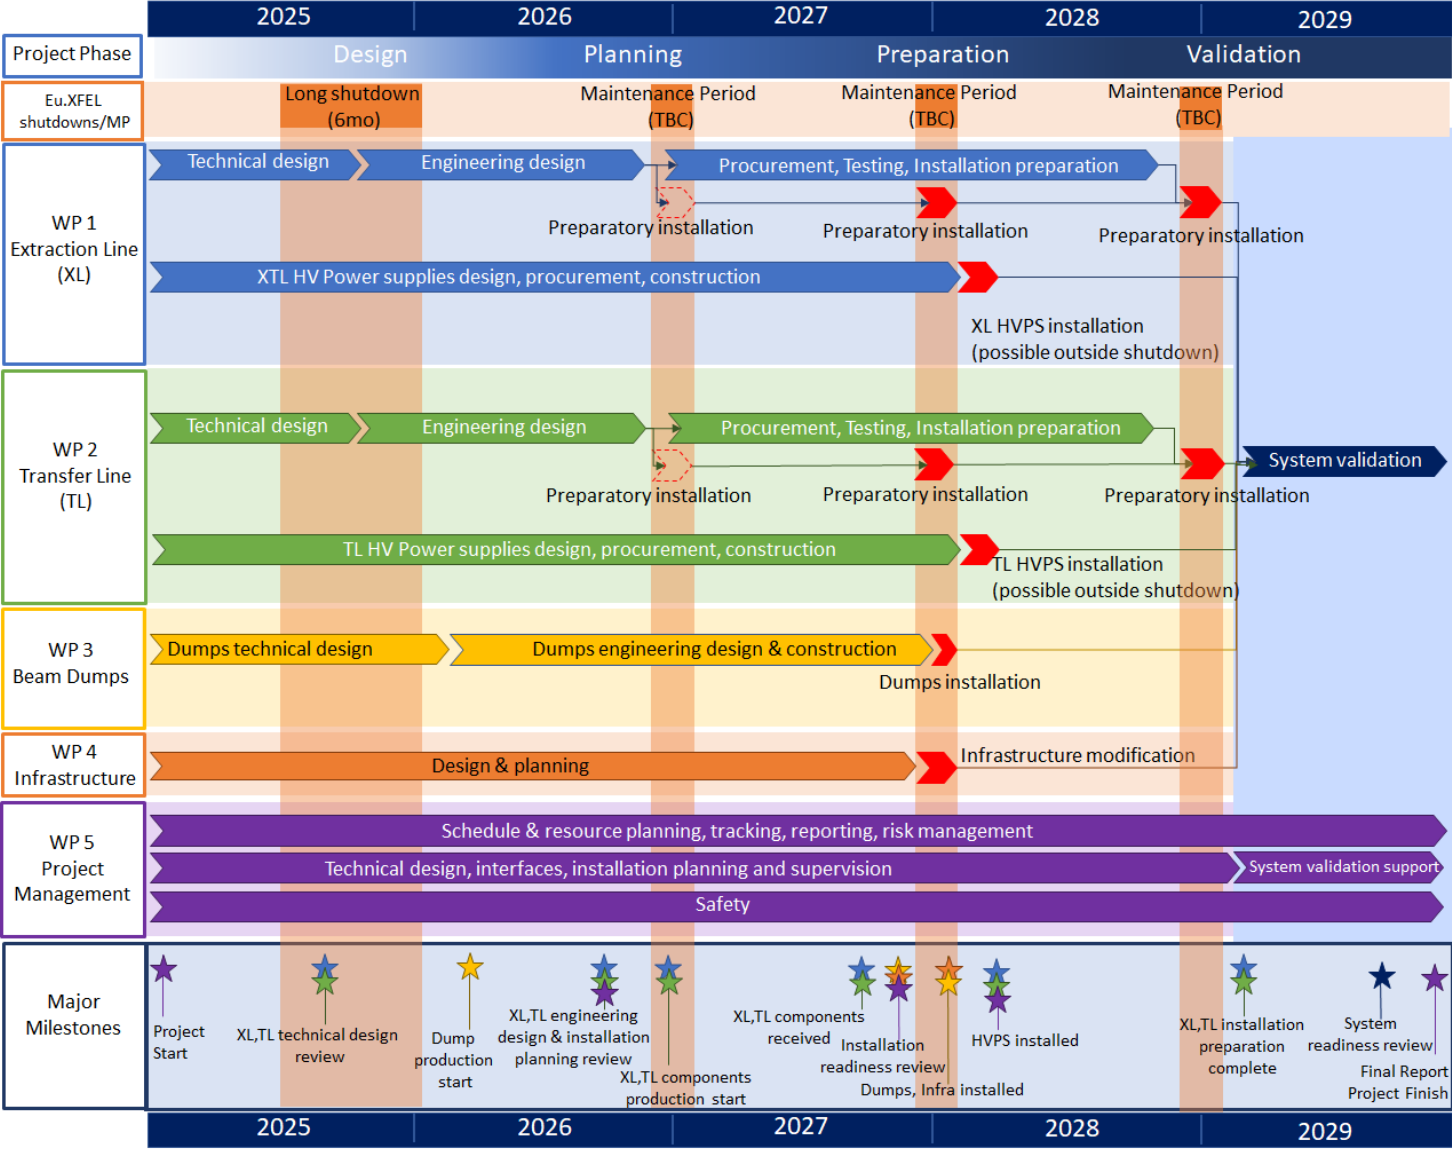 2025 2026 2027 2028 2029
Project Phase
Design Planning Preparation Validation
Eu.XFEL
shutdowns/MP
Long shutdown
(6mo)
Maintenance Period
(TBC)
Maintenance Period
(TBC)
Maintenance Period
(TBC)
WP 1
Extraction Line
(XL)
Technical design
Engineering design
Procurement, Testing, Installation preparation
Preparatory installation
Preparatory installation
Preparatory installation
XTL HV Power supplies design, procurement, construction
XL HVPS installation
(possible outside shutdown)
WP 2
Transfer Line
(TL)
Technical design
Engineering design
Procurement, Testing, Installation preparation
System validation
Preparatory installation
Preparatory installation
Preparatory installation
TL HV Power supplies design, procurement, construction
TL HVPS installation
(possible outside shutdown)
WP 3
Beam Dumps
Dumps technical design
Dumps engineering design & construction
Dumps installation
WP 4
Infrastructure
Design & planning
Infrastructure modification
WP 5
Project
Management
Schedule & resource planning, tracking, reporting, risk management
Technical design, interfaces, installation planning and supervision
System validation support
Safety
Major
Milestones
Project
Start
XL,TL technical design
review
Dump
production
start
XL,TL engineering
design & installation
planning review
XL,TL components
production start
XL,TL components
received
Installation
readiness review
Dumps, Infra installed
HVPS installed
XL,TL installation
preparation
complete
System
readiness review
Final Report
Project Finish
2025 2026 2027 2028 2029